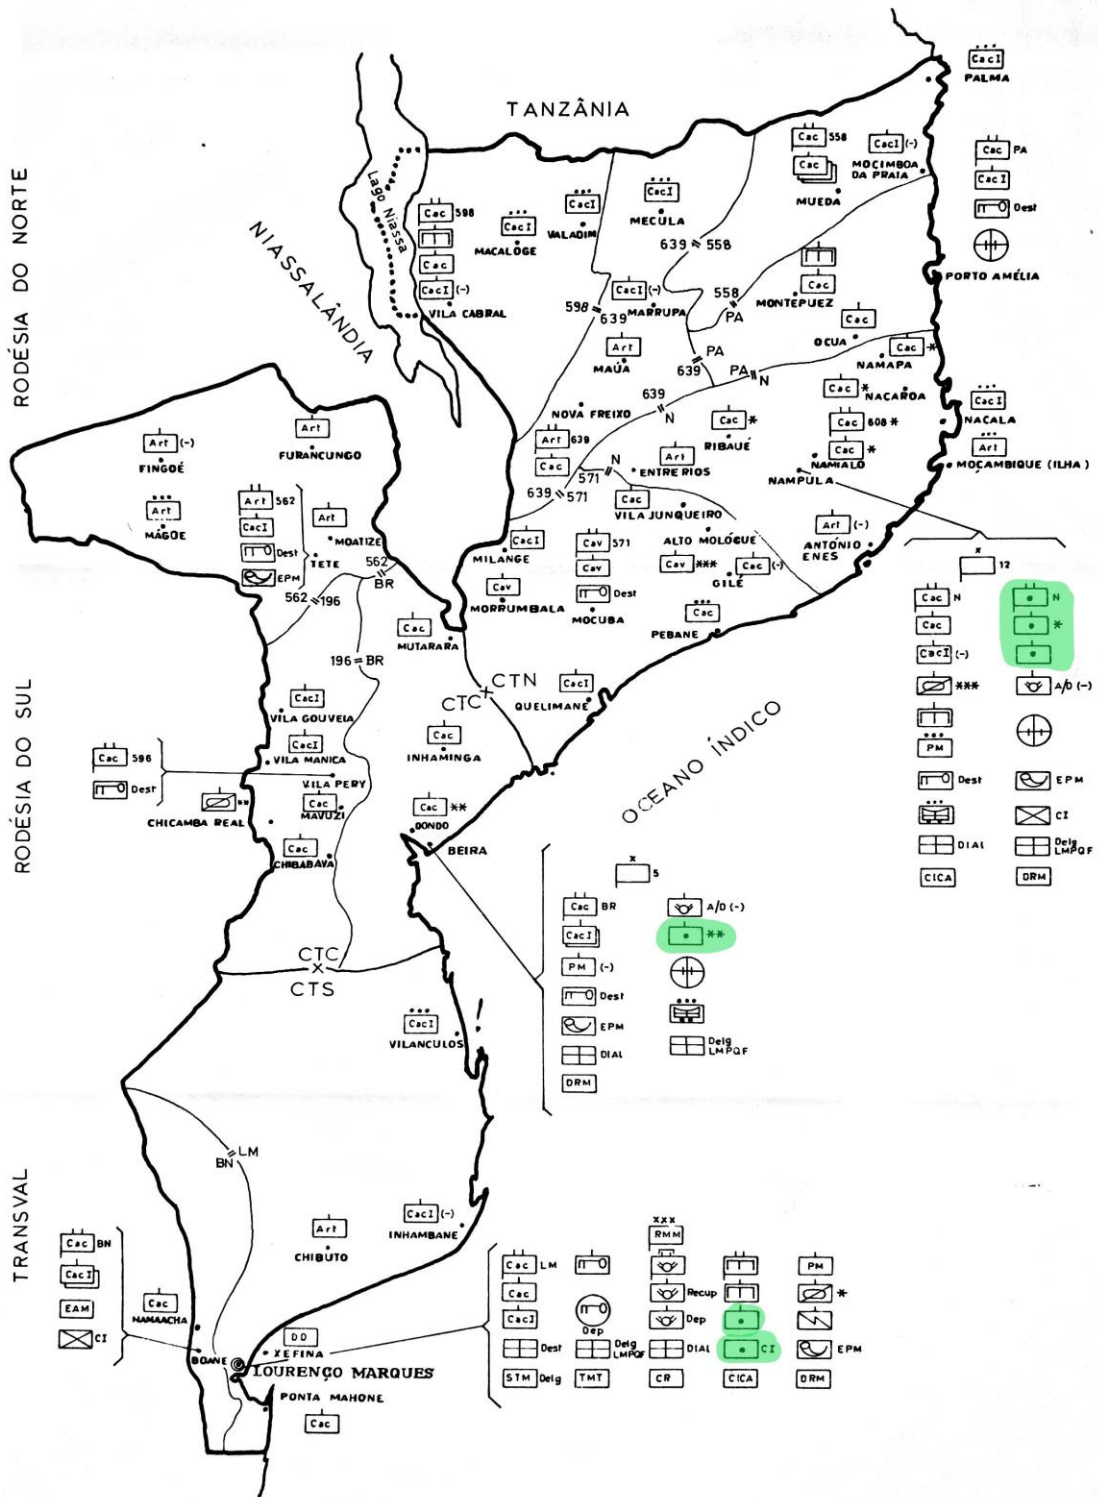 CacI
PALMA
TANZÂNIA
Cac 558
Cac
MUEDA
CacI (-)
MOCIMBOA
DA PRAIA
Cac PA
CacI
Dest
PORTO AMÉLIA
RODÉSIA DO NORTE
Lago Niassa
NIASSALÂNDIA
Cac 598
Cac
CacI (-)
VILA CABRAL
CacI
MACALOGE
CacI
VALADIM
CacI
MECULA
639 558
558
PA
Cac
MONTEPUEZ
598 639
CacI (-)
MARRUPA
Art
MAÚA
PA
639
PA N
Cac
OCUA
Cac *
NAMAPA
Cac *
NACAROA
CacI
NACALA
608 *
Cac *
NAMIALO
NAMPULA
Art
MOÇAMBIQUE (ILHA)
NOVA FREIXO
639
N
Cac *
RIBAUÉ
Art 639
Cac
Art
ENTRE RIOS
571 N
639 571
Art (-)
FINGOÉ
Art
FURANCUNGO
Art
MÁGOE
Art 562
CacI
Dest
EPM
TETE
Art
MOATIZE
562
BR
562 196
CacI
MILANGE
Cav
MORRUMBALA
Cav 571
Cav
Dest
MOCUBA
Cac
VILA JUNQUEIRO
ALTO MOLÓCUE
Cav ***
Cac (-)
GILÉ
Art (-)
ANTÓNIO
ENES
Cac
PEBANE
Cac
MUTARARA
196 BR
CTN
CTC
CacI
QUELIMANE
x
12
Cac N
N
Cac
*
CacI (-)
***
A/D (-)
PM
Dest
EPM
CI
DIAL
Delg
LMPQF
CICA
DRM
RODÉSIA DO SUL
CacI
VILA GOUVEIA
CacI
VILA MANICA
Cac 596
Dest
VILA PERY
**
CHICAMBA REAL
Cac
MAVUZI
Cac
CHIBABAVA
Cac
INHAMINGA
Cac **
DONDO
BEIRA
OCEANO ÍNDICO
x
5
Cac BR
A/D (-)
CacI
**
PM (-)
Dest
EPM
DIAL
Delg
LMPQF
DRM
CTC
x
CTS
CacI
VILANCULOS
LM
BN
TRANSVAL
Cac BN
CacI
EAM
CI
Cac
NAMAACHA
BOANE
Art
CHIBUTO
CacI (-)
INHAMBANE
DD
XEFINA
LOURENÇO MARQUES
PONTA MAHONE
Cac
xxx
RMM
Cac LM
PM
Cac
Recup
*
CacI
Dep
Dep
Dest
Delg
LMPQF
DIAL
CI
EPM
STM Delg
TMT
CR
CICA
DRM